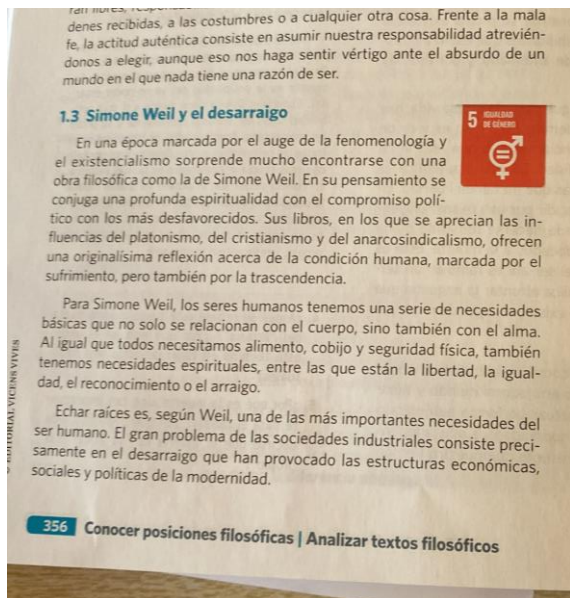 denes recibidas, a las costumbres o a cualquier otra cosa. Frente a la mala
fe, la actitud auténtica consiste en asumir nuestra responsabilidad atrevién-
donos a elegir, aunque eso nos haga sentir vértigo ante el absurdo de un
mundo en el que nada tiene una razón de ser.
1.3 Simone Weil y el desarraigo
5 IGUALDAD
DE GÉNERO
En una época marcada por el auge de la fenomenología y
el existencialismo sorprende mucho encontrarse con una
obra filosófica como la de Simone Weil. En su pensamiento se
conjuga una profunda espiritualidad con el compromiso polí-
tico con los más desfavorecidos. Sus libros, en los que se aprecian las in-
fluencias del platonismo, del cristianismo y del anarcosindicalismo, ofrecen
una originalísima reflexión acerca de la condición humana, marcada por el
sufrimiento, pero también por la trascendencia.
Para Simone Weil, los seres humanos tenemos una serie de necesidades
básicas que no solo se relacionan con el cuerpo, sino también con el alma.
Al igual que todos necesitamos alimento, cobijo y seguridad física, también
tenemos necesidades espirituales, entre las que están la libertad, la igual-
dad, el reconocimiento o el arraigo.
Echar raíces es, según Weil, una de las más importantes necesidades del
ser humano. El gran problema de las sociedades industriales consiste preci-
samente en el desarraigo que han provocado las estructuras económicas,
sociales y políticas de la modernidad.
EDITORIAL VICENS VIVES
356 Conocer posiciones filosóficas | Analizar textos filosóficos